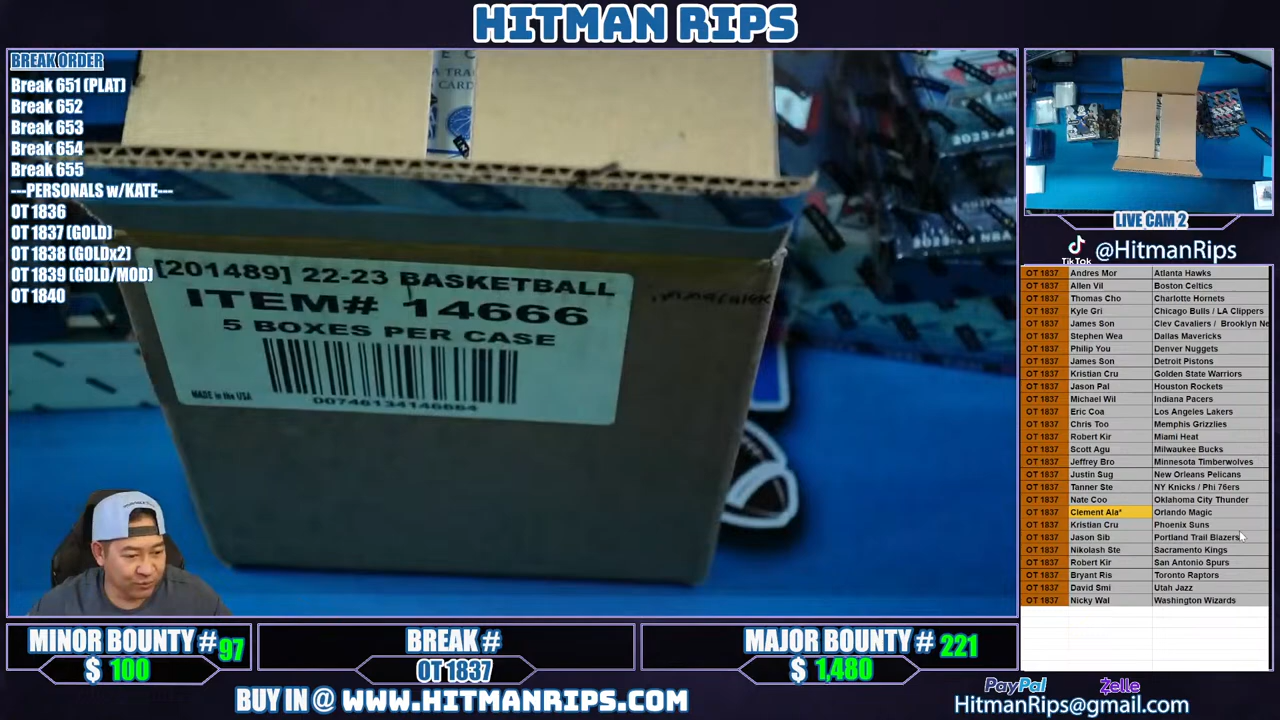 HITMAN RIPS
BREAK ORDER
Break 651 (PLAT)
Break 652
Break 653
Break 654
Break 655
---PERSONALS w/KATE---
OT 1836
OT 1837 (GOLD)
OT 1838 (GOLDx2)
OT 1839 (GOLD/MOD)
OT 1840
A TRA
CARD
2023-24
2023-24 NBA
[201489] 22-23 BASKETBALL
ITEM# 14666
5 BOXES PER CASE
MADE in the USA
LIVE CAM 2
TikTok
@HitmanRips
OT 1837 Andres Mor Atlanta Hawks
OT 1837 Allen Vil Boston Celtics
OT 1837 Thomas Cho Charlotte Hornets
OT 1837 Kyle Gri Chicago Bulls / LA Clippers
OT 1837 James Son Clev Cavaliers / Brooklyn Ne
OT 1837 Stephen Wea Dallas Mavericks
OT 1837 Philip You Denver Nuggets
OT 1837 James Son Detroit Pistons
OT 1837 Kristian Cru Golden State Warriors
OT 1837 Jason Pal Houston Rockets
OT 1837 Michael Wil Indiana Pacers
OT 1837 Eric Coa Los Angeles Lakers
OT 1837 Chris Too Memphis Grizzlies
OT 1837 Robert Kir Miami Heat
OT 1837 Scott Agu Milwaukee Bucks
OT 1837 Jeffrey Bro Minnesota Timberwolves
OT 1837 Justin Sug New Orleans Pelicans
OT 1837 Tanner Ste NY Knicks / Phi 76ers
OT 1837 Nate Coo Oklahoma City Thunder
OT 1837 Clement Ala* Orlando Magic
OT 1837 Kristian Cru Phoenix Suns
OT 1837 Jason Sib Portland Trail Blazers
OT 1837 Nikolash Ste Sacramento Kings
OT 1837 Robert Kir San Antonio Spurs
OT 1837 Bryant Ris Toronto Raptors
OT 1837 David Smi Utah Jazz
OT 1837 Nicky Wal Washington Wizards
MINOR BOUNTY # 97
$ 100
BREAK #
OT 1837
MAJOR BOUNTY # 221
$ 1,480
BUY IN @ WWW.HITMANRIPS.COM
PayPal Zelle
HitmanRips@gmail.com